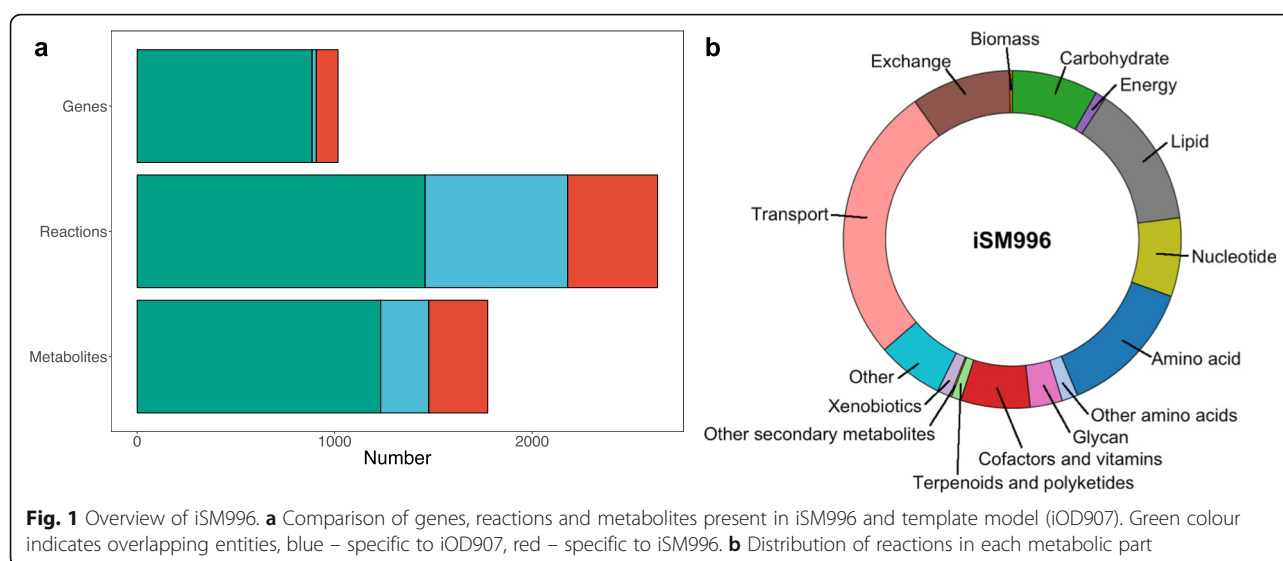 a
Genes
Reactions
Metabolites
0 1000 2000
Number
b
Biomass
Exchange
Carbohydrate
Energy
Lipid
Transport
iSM996
Nucleotide
Amino acid
Other
Xenobiotics
Other amino acids
Other secondary metabolites
Glycan
Cofactors and vitamins
Terpenoids and polyketides
Fig. 1 Overview of iSM996. a Comparison of genes, reactions and metabolites present in iSM996 and template model (iOD907). Green colour
indicates overlapping entities, blue – specific to iOD907, red – specific to iSM996. b Distribution of reactions in each metabolic part